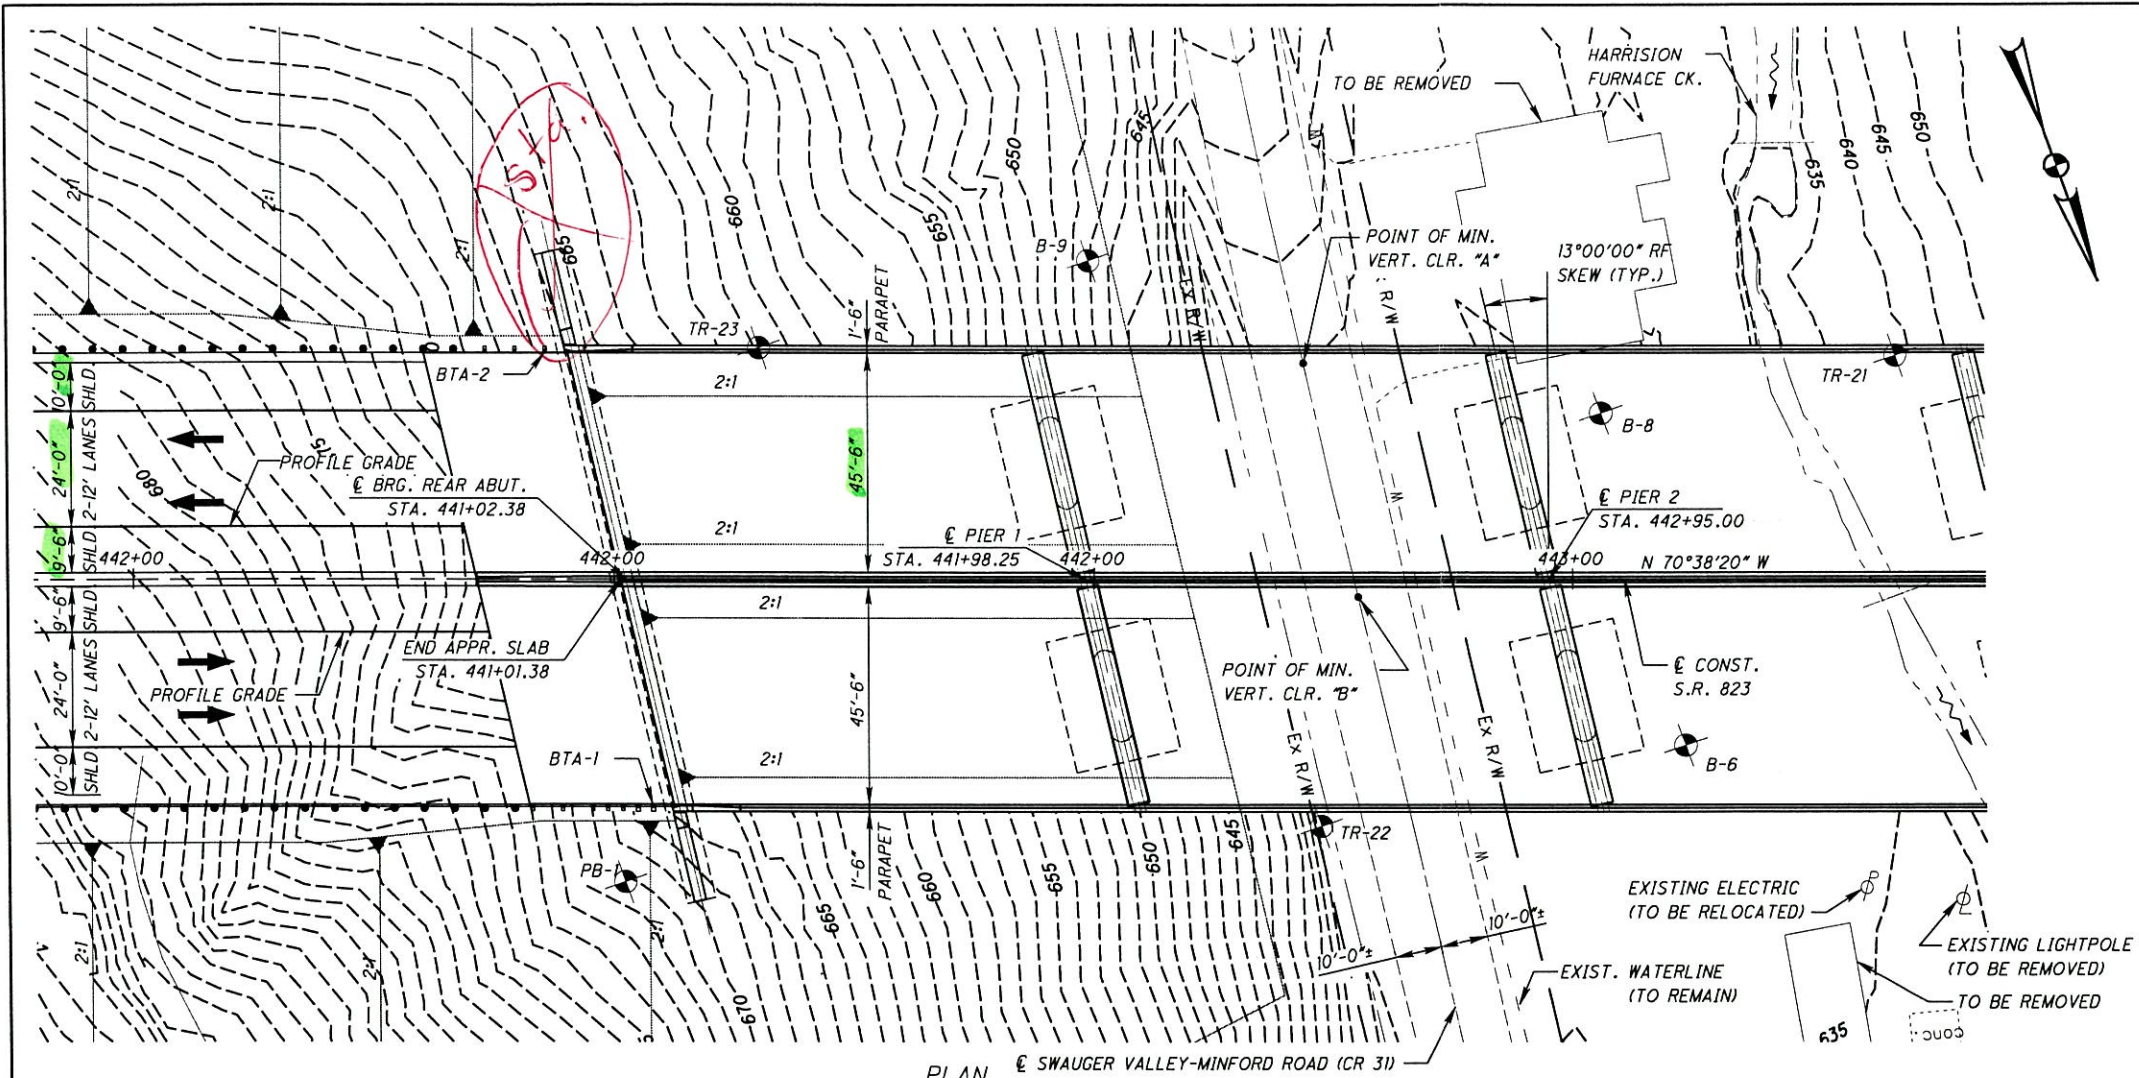 HARRISION
FURNACE CK.
TO BE REMOVED
645
650
640
645
650
635
2:1
2:1
2:1
Sta.
665
660
655
B-9
POINT OF MIN.
VERT. CLR. "A"
13°00'00" RF
SKEW (TYP.)
Ex R/W
Ex R/W
W
1'-6"
PARAPET
TR-23
TR-21
BTA-2
2:1
B-8
10'-0"
SHLD.
24'-0"
2-12' LANES
9'-6"
SHLD.
675
680
PROFILE GRADE
℄ BRG. REAR ABUT.
STA. 441+02.38
45'-6"
2:1
℄ PIER 1
STA. 441+98.25
℄ PIER 2
STA. 442+95.00
W
442+00
442+00
442+00
443+00
N 70°38'20" W
9'-6"
SHLD
24'-0"
2-12' LANES
10'-0"
SHLD
2:1
END APPR. SLAB
STA. 441+01.38
PROFILE GRADE
POINT OF MIN.
VERT. CLR. "B"
℄ CONST.
S.R. 823
45'-6"
Ex R/W
Ex R/W
BTA-1
2:1
B-6
W
TR-22
PB-1
1'-6"
PARAPET
645
650
655
660
665
670
2:1
2:1
2:1
EXISTING ELECTRIC
(TO BE RELOCATED)
P
10'-0"±
10'-0"±
EXISTING LIGHTPOLE
(TO BE REMOVED)
EXIST. WATERLINE
(TO REMAIN)
TO BE REMOVED
635
conc.
PLAN
℄ SWAUGER VALLEY-MINFORD ROAD (CR 31)